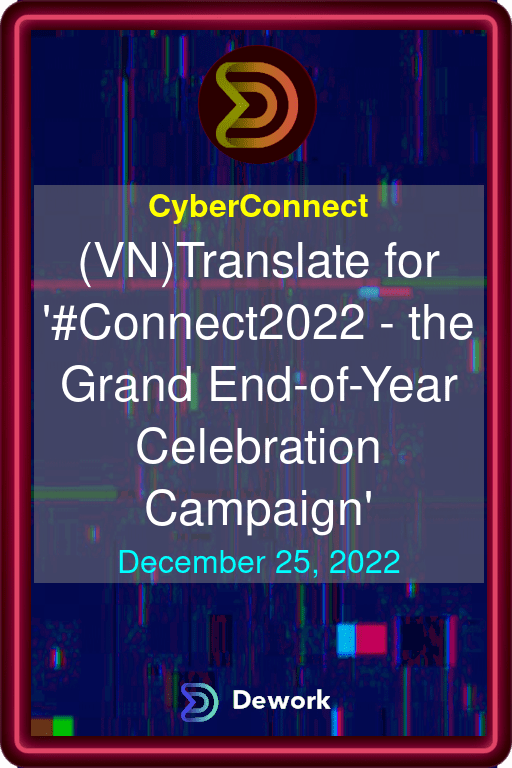 CyberConnect
(VN)Translate for
'#Connect2022 - the
Grand End-of-Year
Celebration
Campaign'
December 25, 2022
Dework